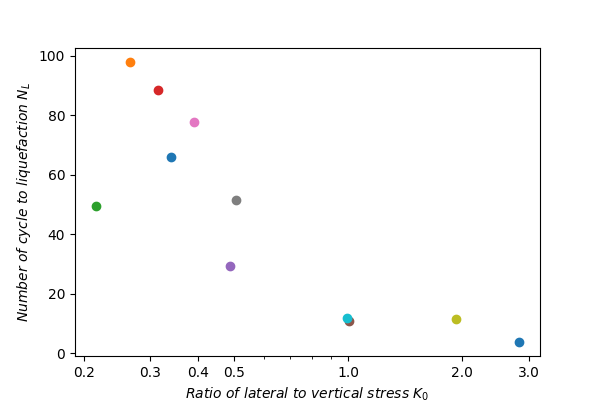 Number of cycle to liquefaction N_L
100
80
60
40
20
0
0.2 0.3 0.4 0.5 1.0 2.0 3.0
Ratio of lateral to vertical stress K_0